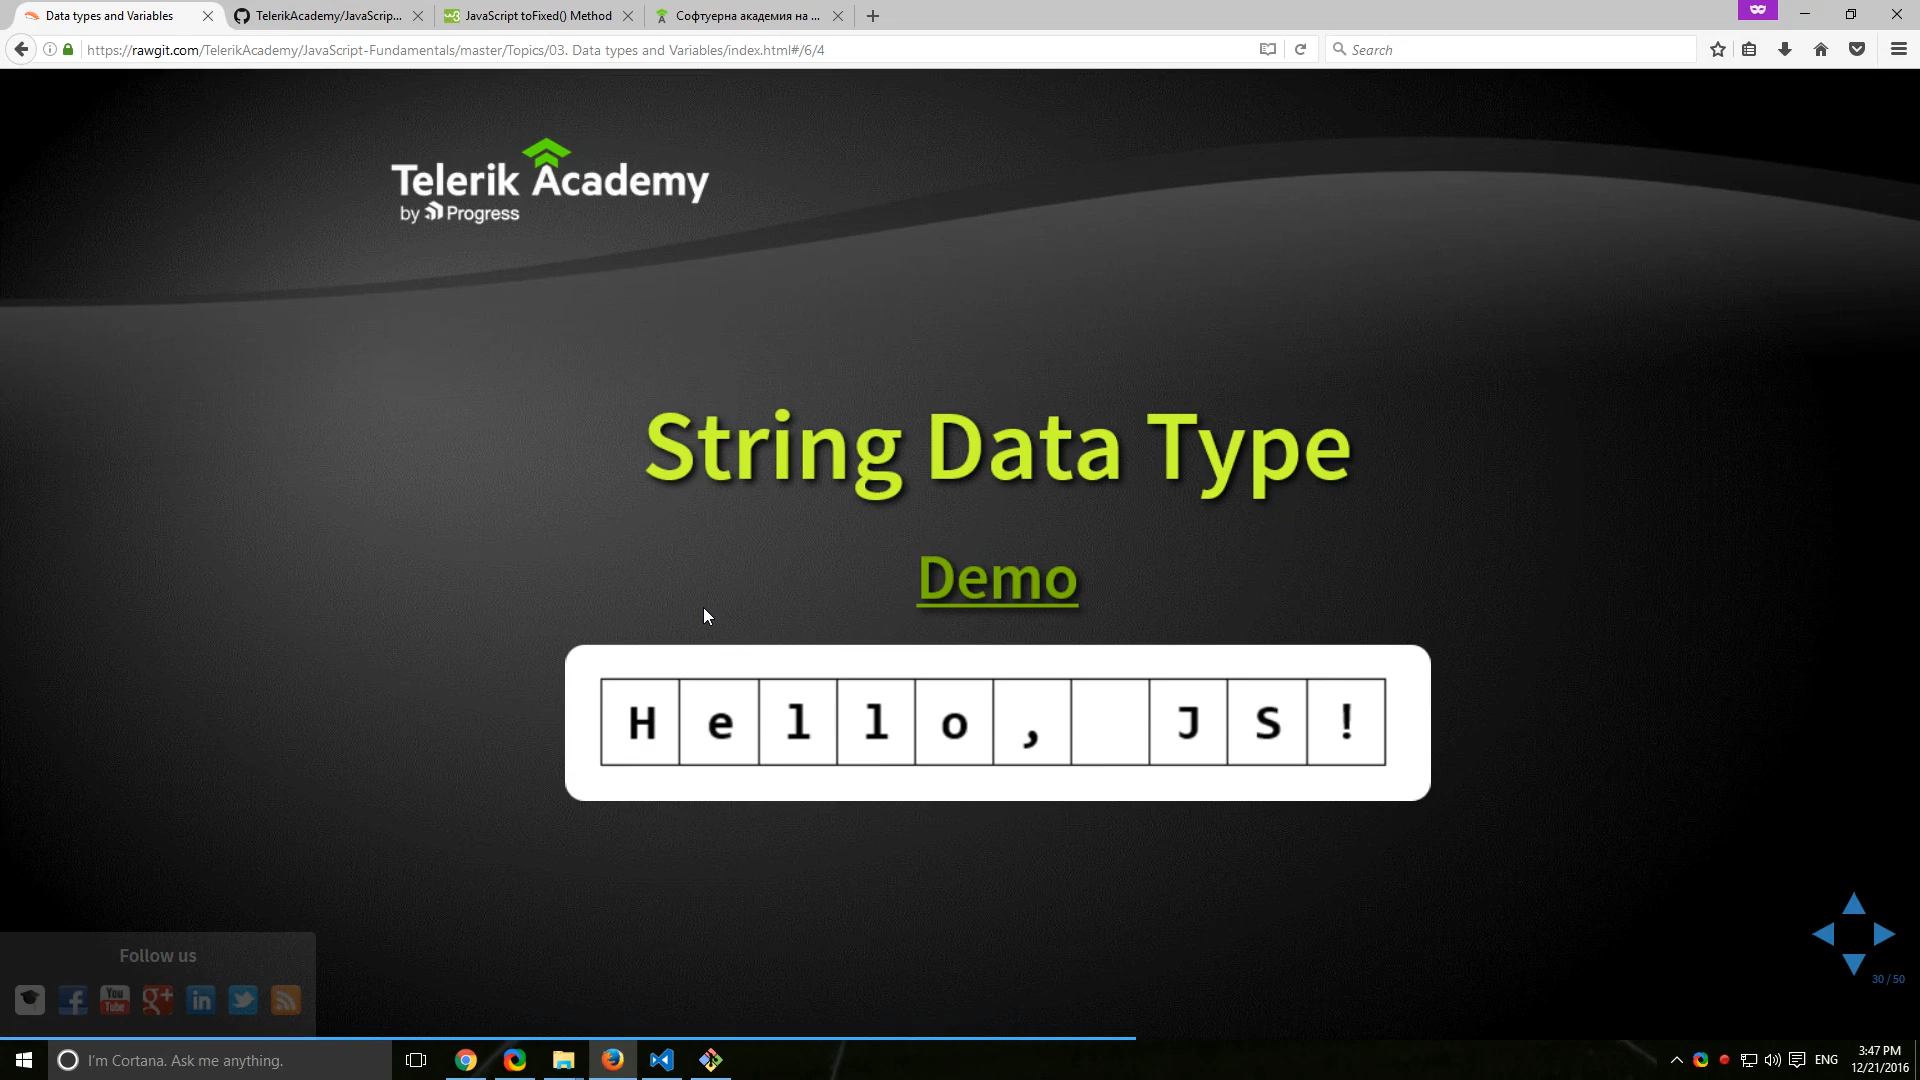 Data types and Variables
TelerikAcademy/JavaScrip...
JavaScript toFixed() Method
Софтуерна академия на ...
https://rawgit.com/TelerikAcademy/JavaScript-Fundamentals/master/Topics/03. Data types and Variables/index.html#/6/4
Search
Telerik Academy
by Progress
String Data Type
Demo
H e l l o , J S !
Follow us
30 / 50
I'm Cortana. Ask me anything.
ENG
3:47 PM
12/21/2016